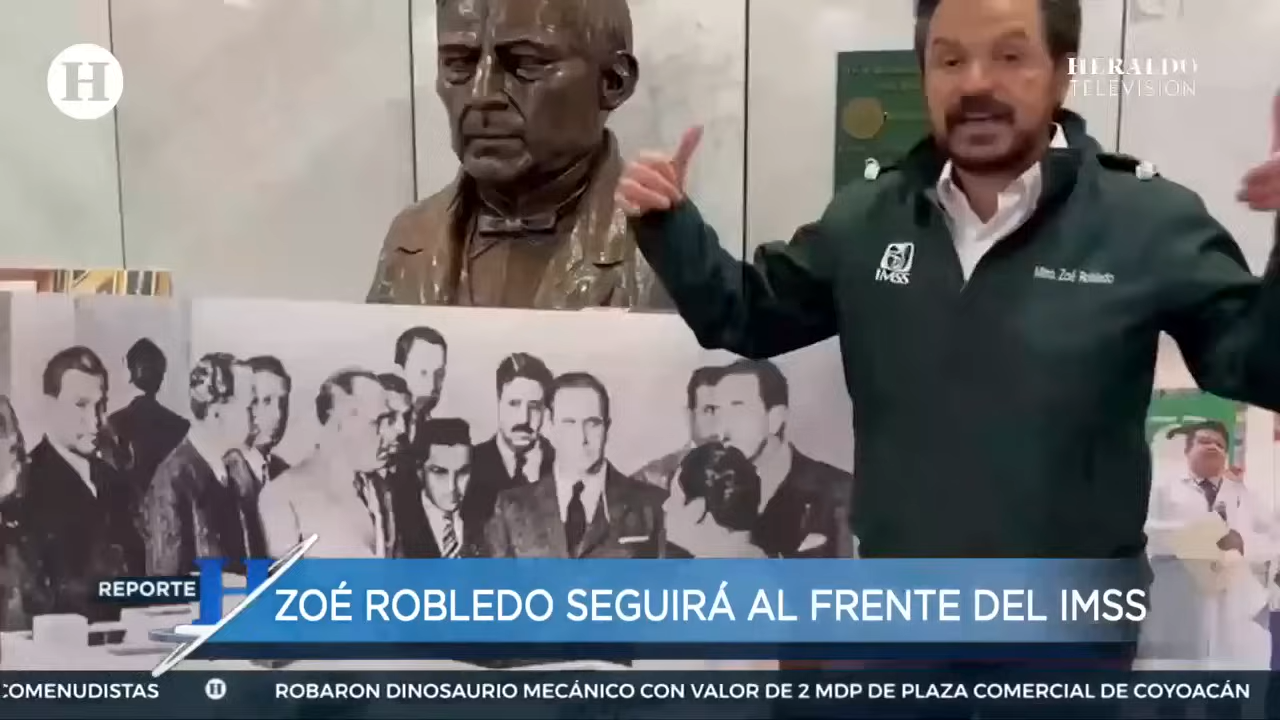 H
HERALDO
TELEVISIÓN
IMSS
Mtro. Zoé Robledo
REPORTE H
ZOÉ ROBLEDO SEGUIRÁ AL FRENTE DEL IMSS
COMENUDISTAS H ROBARON DINOSAURIO MECÁNICO CON VALOR DE 2 MDP DE PLAZA COMERCIAL DE COYOACÁN